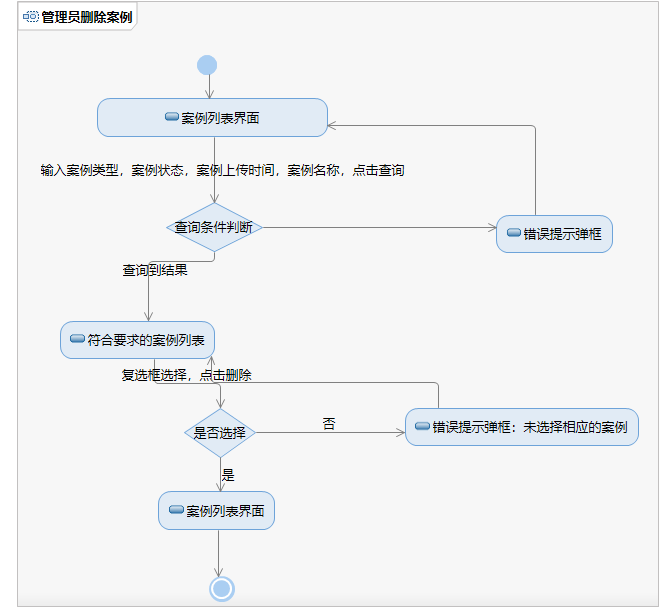 管理员删除案例
案例列表界面
输入案例类型，案例状态，案例上传时间，案例名称，点击查询
查询条件判断
错误提示弹框
查询到结果
符合要求的案例列表
复选框选择，点击删除
是否选择
否
错误提示弹框：未选择相应的案例
是
案例列表界面